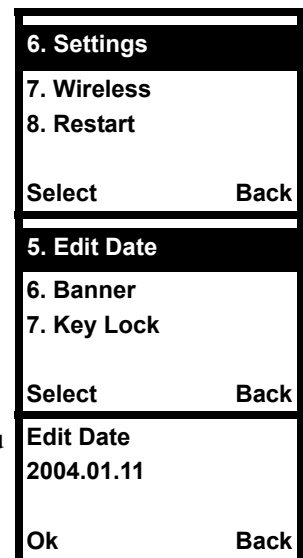 6. Settings
7. Wireless
8. Restart
Select Back
5. Edit Date
6. Banner
7. Key Lock
Select Back
Edit Date
2004.01.11
Ok Back